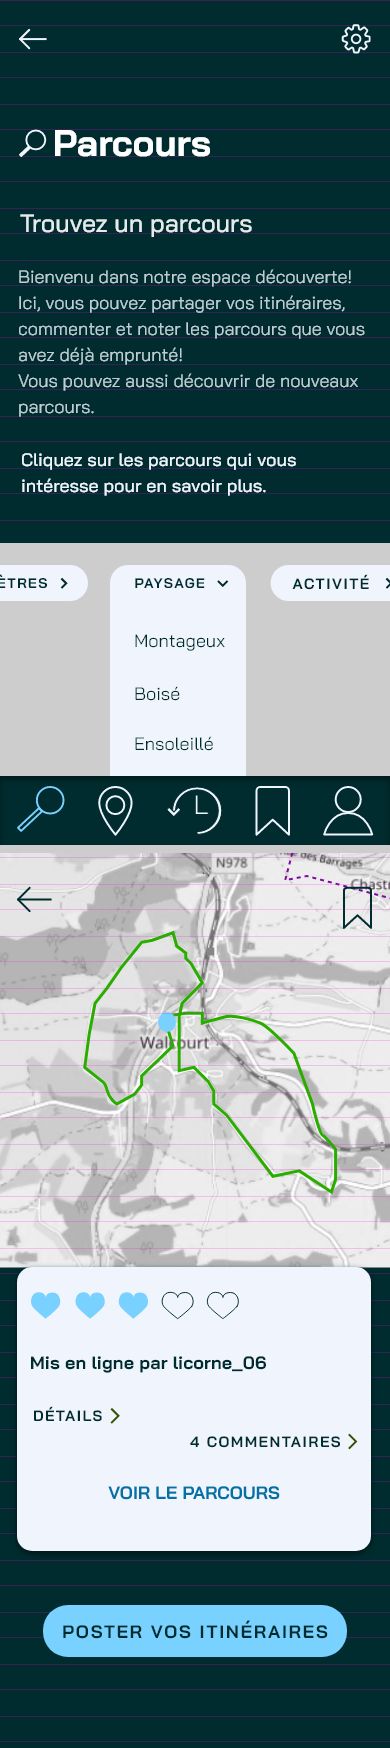 Parcours
Trouvez un parcours
Bienvenu dans notre espace découverte!
Ici, vous pouvez partager vos itinéraires,
commenter et noter les parcours que vous
avez déjà emprunté!
Vous pouvez aussi découvrir de nouveaux
parcours.
Cliquez sur les parcours qui vous
intéresse pour en savoir plus.
ÈTRES
PAYSAGE
ACTIVITÉ
Montageux
Boisé
Ensoleillé
N978
des Barrages
Chastr
Walcourt
Mis en ligne par licorne_06
DÉTAILS
4 COMMENTAIRES
VOIR LE PARCOURS
POSTER VOS ITINÉRAIRES